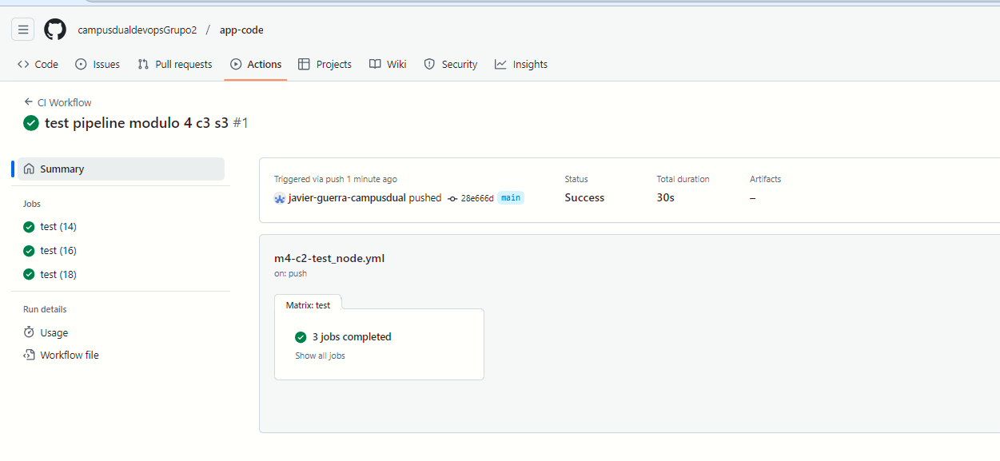 campusdualdevopsGrupo2 / app-code
Code Issues Pull requests Actions Projects Wiki Security Insights
CI Workflow
test pipeline modulo 4 c3 s3 #1
Summary
Jobs
test (14)
test (16)
test (18)
Run details
Usage
Workflow file
Triggered via push 1 minute ago
javier-guerra-campusdual pushed 28e666d main
Status
Success
Total duration
30s
Artifacts
–
m4-c2-test_node.yml
on: push
Matrix: test
3 jobs completed
Show all jobs